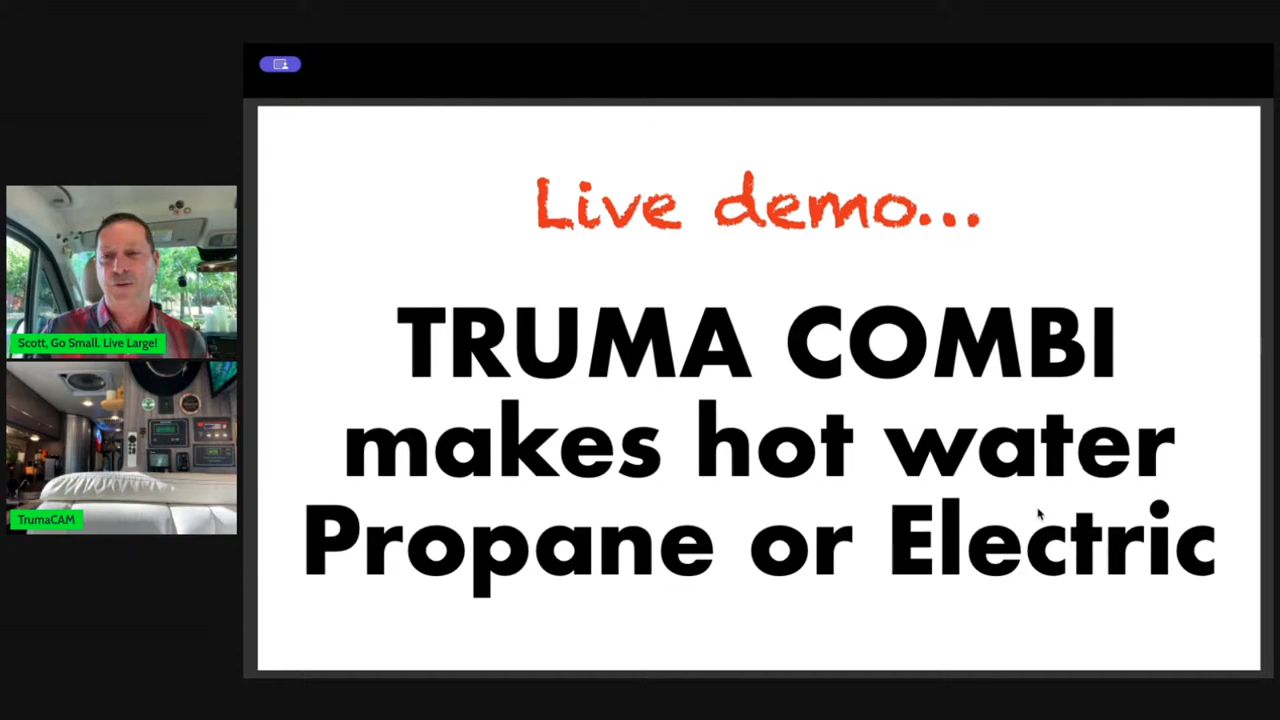 Live demo...
TRUMA COMBI
makes hot water
Propane or Electric
Scott, Go Small. Live Large!
TrumaCAM